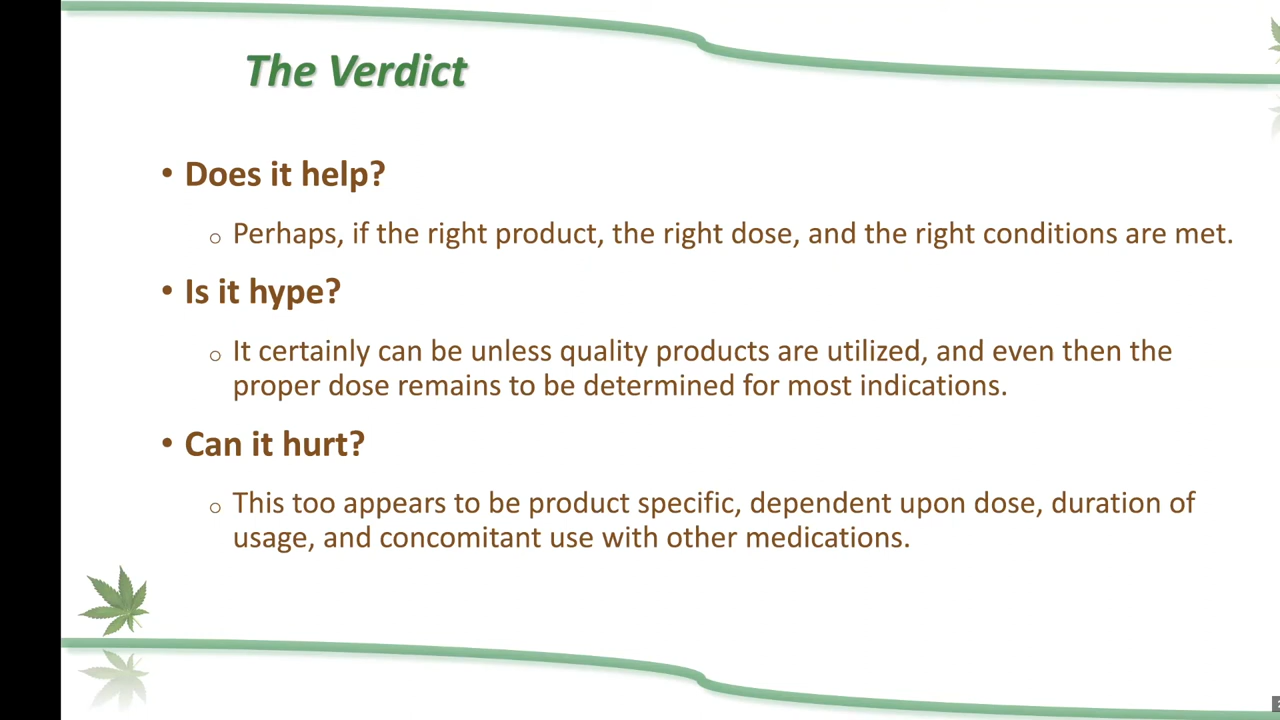 The Verdict
• Does it help?
o Perhaps, if the right product, the right dose, and the right conditions are met.
• Is it hype?
o It certainly can be unless quality products are utilized, and even then the
proper dose remains to be determined for most indications.
• Can it hurt?
o This too appears to be product specific, dependent upon dose, duration of
usage, and concomitant use with other medications.